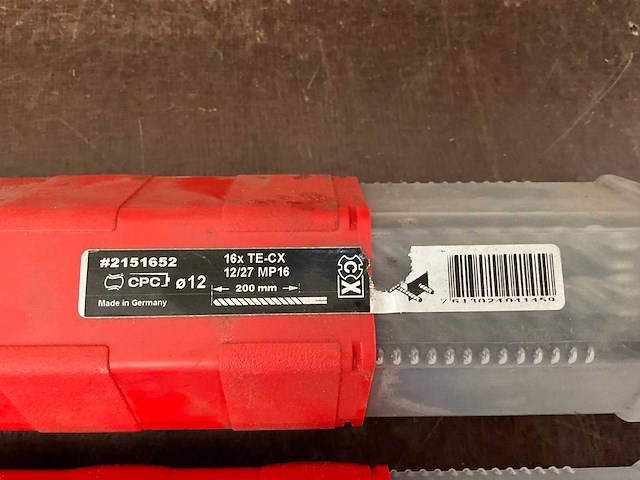 #2151652
CPC ø12
Made in Germany
16x TE-CX
12/27 MP16
200 mm
CX